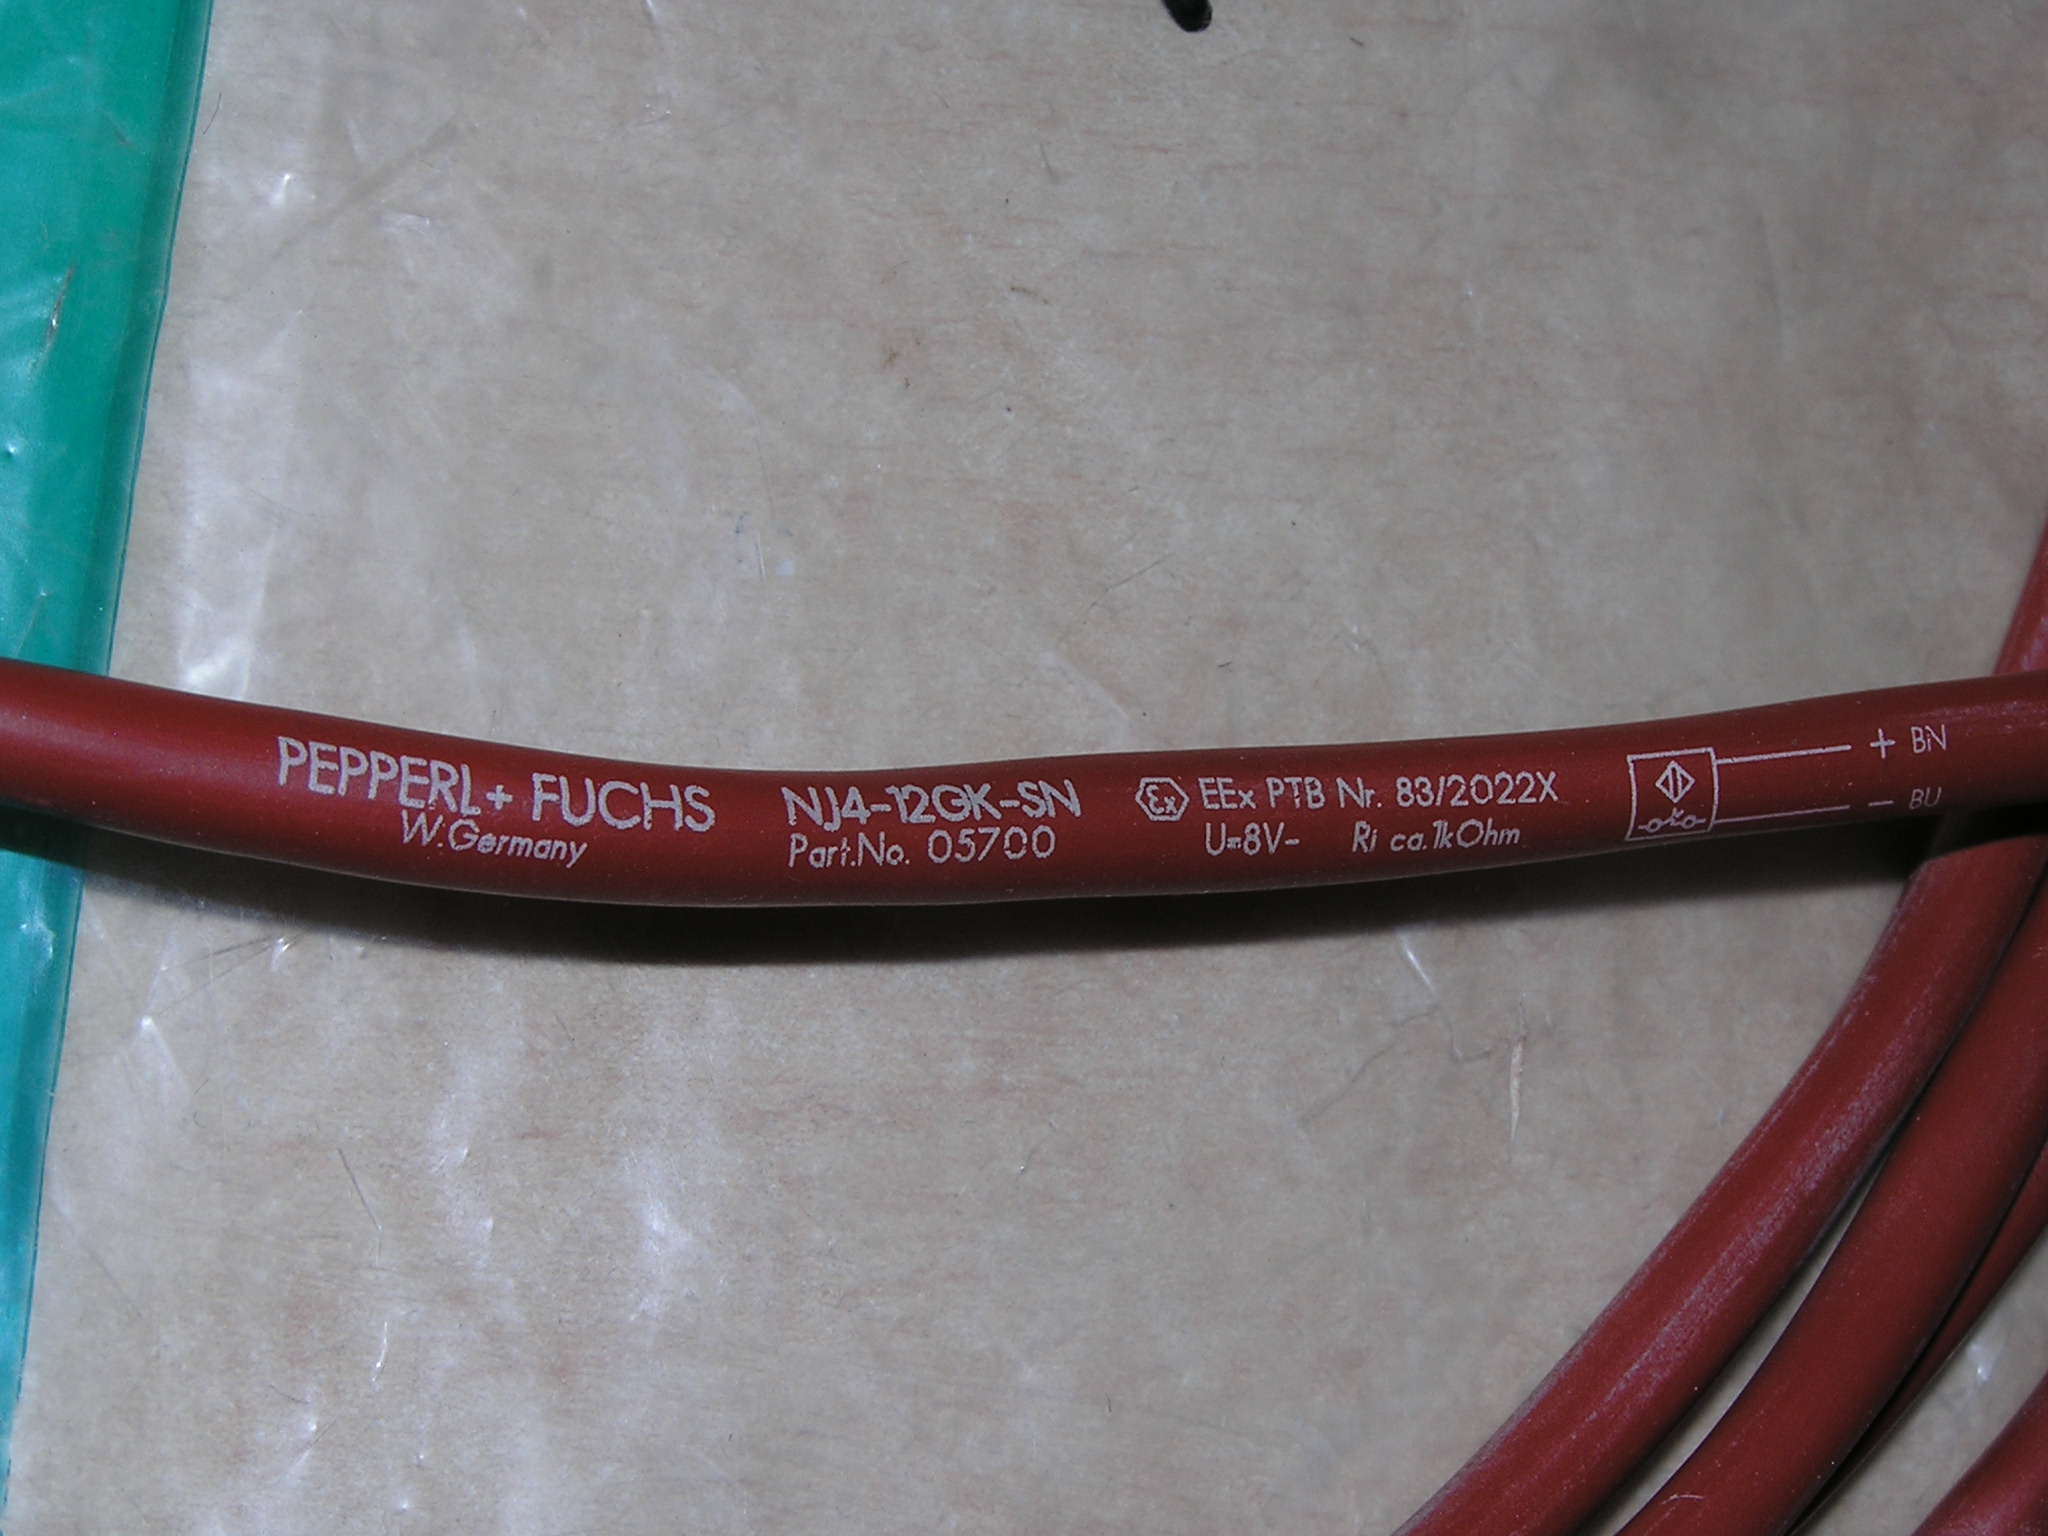 PEPPERL+ FUCHS
W.Germany
NJ4-12GK-SN
Part.No. 05700
Ex EEx PTB Nr. 83/2022X
U=8V- Ri ca.1kOhm
+ BN
- BU